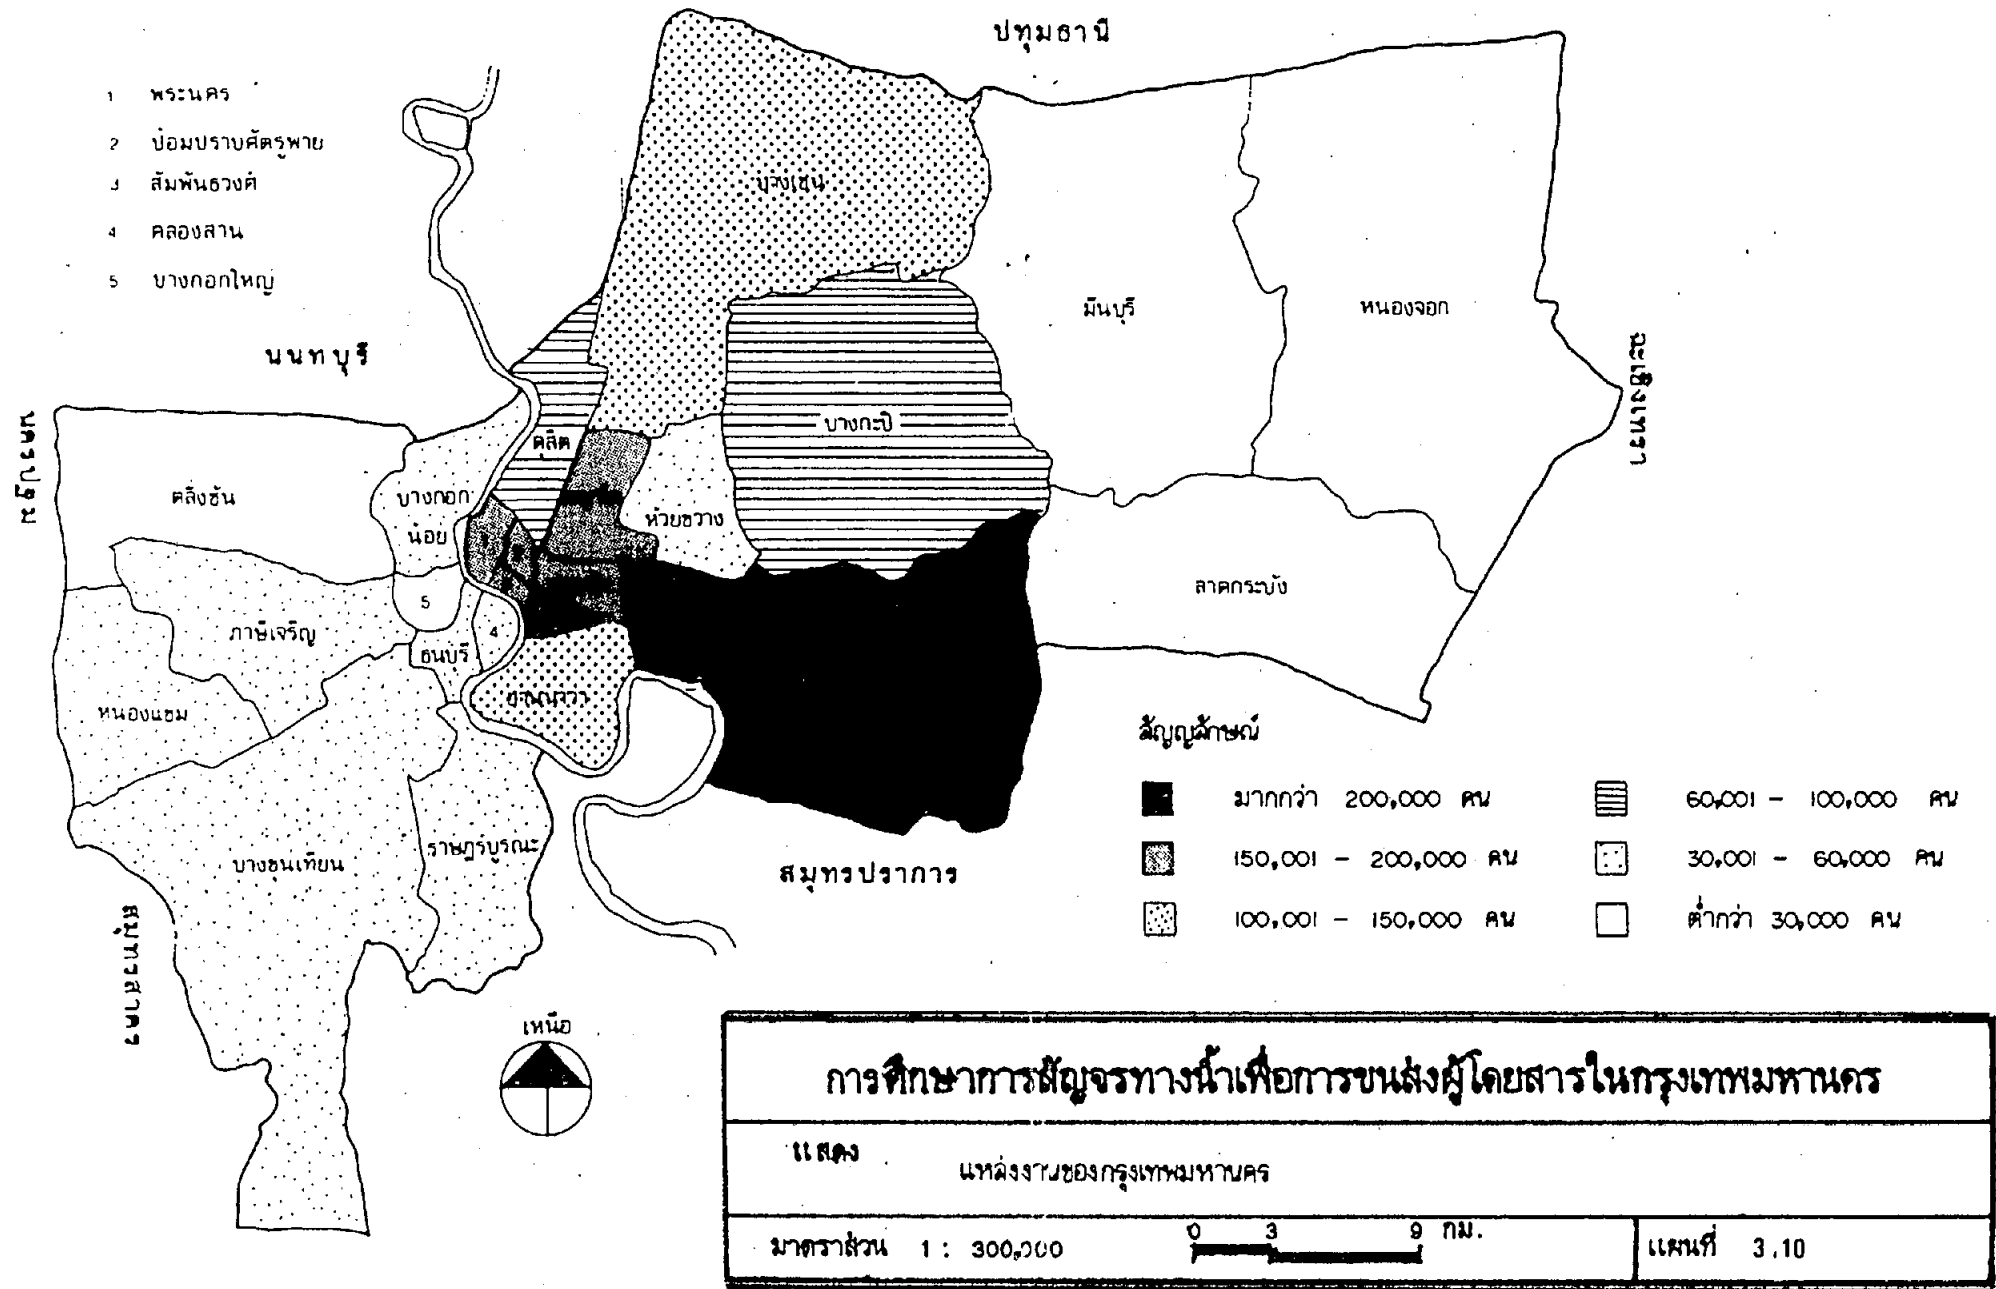 ปทุมธานี
1 พระนคร
2 ป้อมปราบศัตรูพาย
3 สัมพันธวงศ์
4 คลองสาน
5 บางกอกใหญ่
นนทบุรี
บางเขน
มีนบุรี
หนองจอก
ฉะเชิงเทรา
นครปฐม
ตลิ่งชัน
บางกอก
น้อย
ดุสิต
บางกะปิ
ห้วยขวาง
1
2
ลาดกระบัง
5
4
ภาษีเจริญ
ธนบุรี
หนองแขม
ยานนาวา
บางขุนเทียน
ราษฎร์บูรณะ
สมุทรปราการ
สมุทรสาคร
สัญญลักษณ์
มากกว่า 200,000 คน
150,001 - 200,000 คน
100,001 - 150,000 คน
60,001 - 100,000 คน
30,001 - 60,000 คน
ต่ำกว่า 30,000 คน
เหนือ
การศึกษาการสัญจรทางน้ำเพื่อการขนส่งผู้โดยสารในกรุงเทพมหานคร
แสดง แหล่งงานของกรุงเทพมหานคร
มาตราส่วน 1 : 300,000
0 3 9 กม.
แผนที่ 3.10